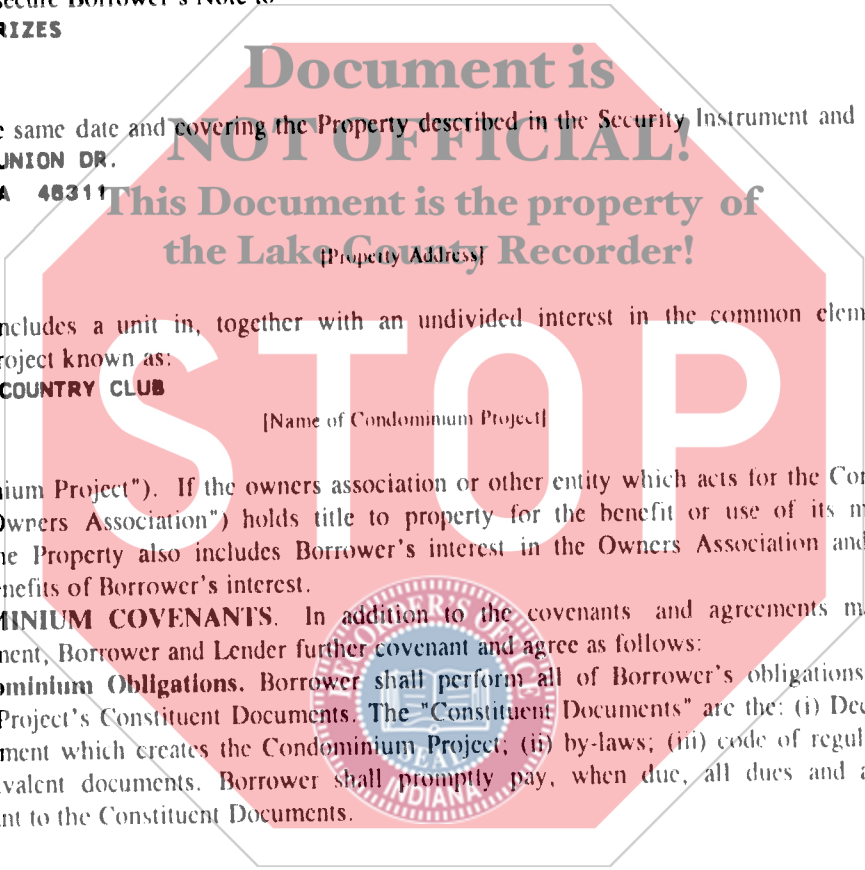 secure Borrower's Note to
RIZES
Document is
same date and covering the Property described in the Security Instrument and
NOT OFFICIAL!
UNION DR.
A 46311
This Document is the property of
the Lake County Recorder!
[Property Address]
ncludes a unit in, together with an undivided interest in the common elem
roject known as:
COUNTRY CLUB
STOP
[Name of Condominium Project]
nium Project"). If the owners association or other entity which acts for the Con
Owners Association") holds title to property for the benefit or use of its m
he Property also includes Borrower's interest in the Owners Association and
nefits of Borrower's interest.
MINIUM COVENANTS. In addition to the covenants and agreements m
ment, Borrower and Lender further covenant and agree as follows:
ominium Obligations. Borrower shall perform all of Borrower's obligations
Project's Constituent Documents. The "Constituent Documents" are the: (i) Dec
ment which creates the Condominium Project; (ii) by-laws; (iii) code of regul
ivalent documents. Borrower shall promptly pay, when due, all dues and a
nt to the Constituent Documents.
RECORDER'S OFFICE
SEAL
INDIANA